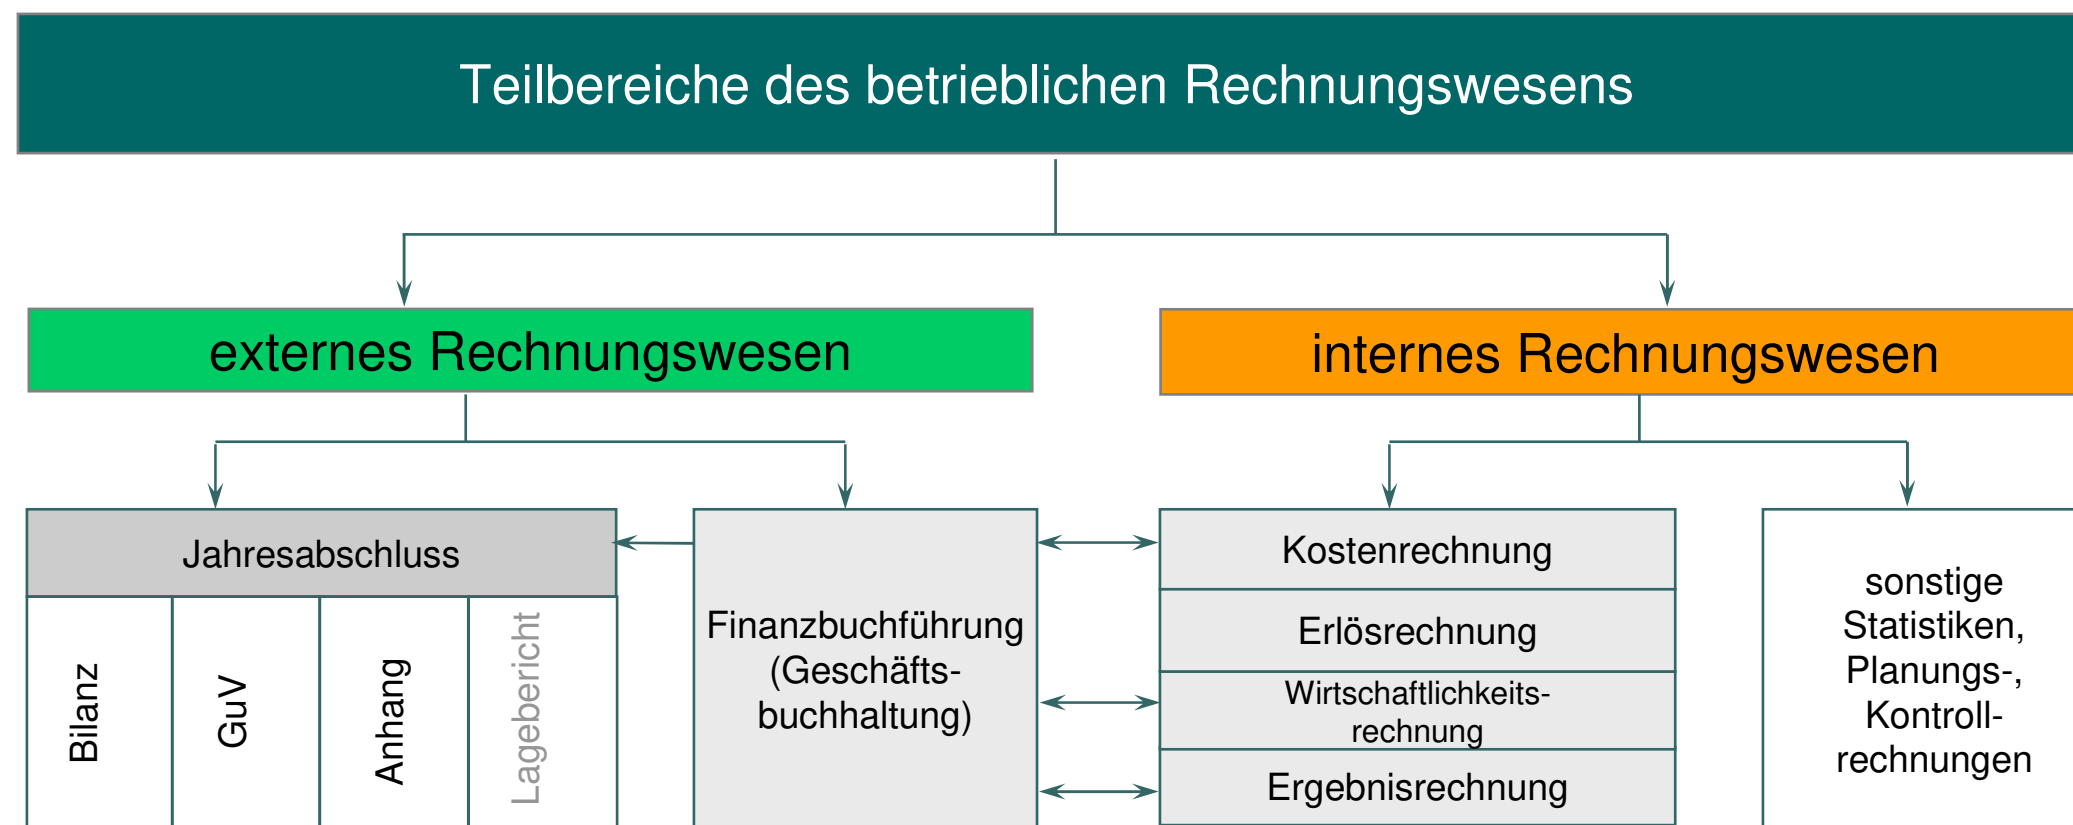 Teilbereiche des betrieblichen Rechnungswesens
externes Rechnungswesen
internes Rechnungswesen
Jahresabschluss
Bilanz
GuV
Anhang
Lagebericht
Finanzbuchführung
(Geschäfts-
buchhaltung)
Kostenrechnung
Erlösrechnung
Wirtschaftlichkeits-
rechnung
Ergebnisrechnung
sonstige
Statistiken,
Planungs-,
Kontroll-
rechnungen